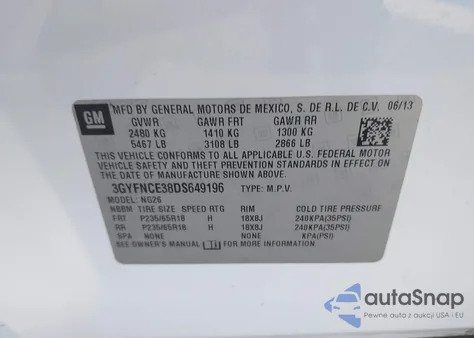 GM
MFD BY GENERAL MOTORS DE MEXICO, S. DE R.L. DE C.V. 06/13
GVWR GAWR FRT GAWR RR
2480 KG 1410 KG 1300 KG
5467 LB 3108 LB 2866 LB
THIS VEHICLE CONFORMS TO ALL APPLICABLE U.S. FEDERAL MOTOR
VEHICLE SAFETY AND THEFT PREVENTION STANDARDS IN EFFECT ON
THE DATE OF MANUFACTURE SHOWN ABOVE.
3GYFNCE38DS649196 TYPE: M.P.V.
MODEL: NG26
NBBM TIRE SIZE SPEED RTG RIM COLD TIRE PRESSURE
FRT P235/65R18 H 18X8J 240KPA(35PSI)
RR P235/65R18 H 18X8J 240KPA(35PSI)
SPA NONE NONE KPA(PSI)
SEE OWNER'S MANUAL FOR ADDITIONAL INFORMATION.
autoSnap
Pewne auta z aukcji USA i EU